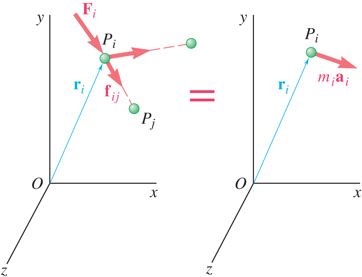 y
F_i
P_i
r_i
f_ij
P_j
O
x
z
=
y
P_i
r_i
m_i a_i
O
x
z